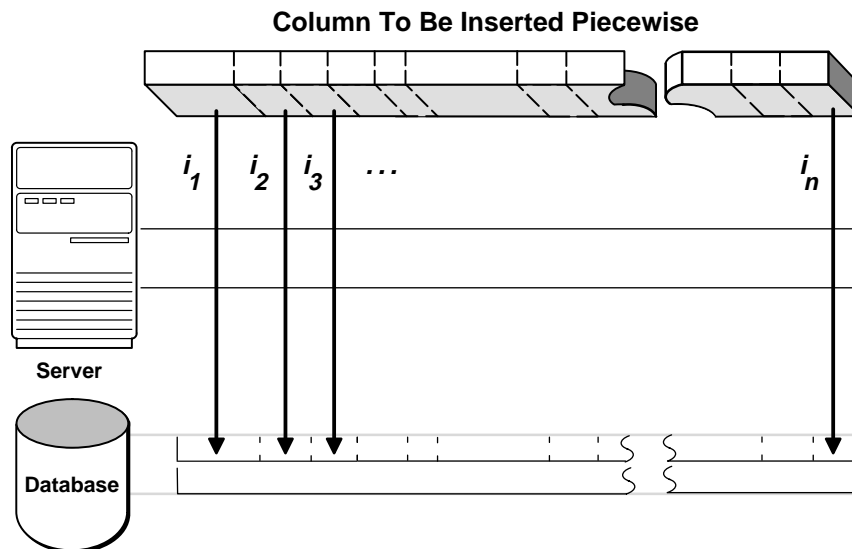 Column To Be Inserted Piecewise
i1 i2 i3 ... in
Server
Database